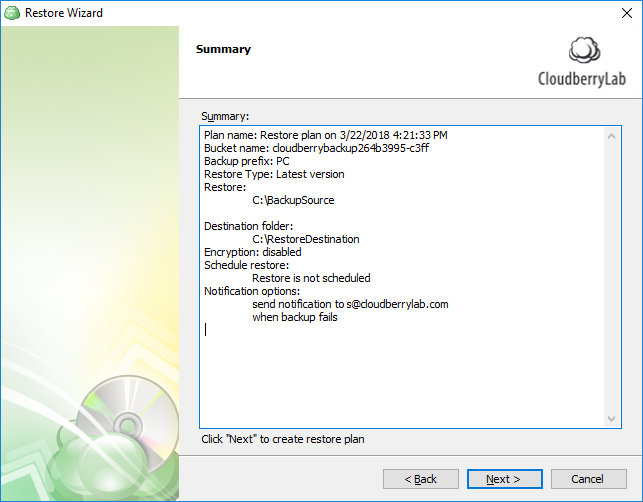 Restore Wizard
Summary
CloudberryLab
Summary:
Plan name: Restore plan on 3/22/2018 4:21:33 PM
Bucket name: cloudberrybackup264b3995-c3ff
Backup prefix: PC
Restore Type: Latest version
Restore:
C:\BackupSource
Destination folder:
C:\RestoreDestination
Encryption: disabled
Schedule restore:
Restore is not scheduled
Notification options:
send notification to s@cloudberrylab.com
when backup fails
Click "Next" to create restore plan
< Back
Next >
Cancel